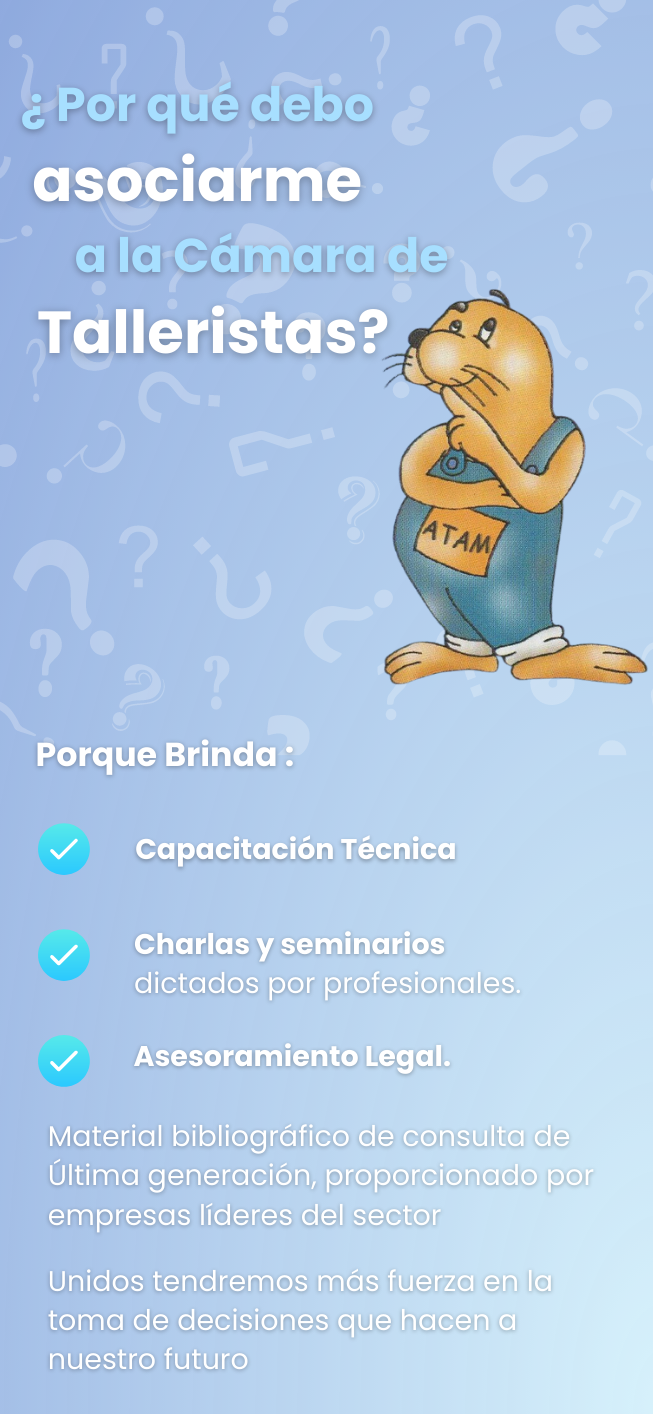 ¿ Por qué debo
asociarme
a la Cámara de
Talleristas?
ATAM
Porque Brinda :
Capacitación Técnica
Charlas y seminarios
dictados por profesionales.
Asesoramiento Legal.
Material bibliográfico de consulta de
Última generación, proporcionado por
empresas líderes del sector
Unidos tendremos más fuerza en la
toma de decisiones que hacen a
nuestro futuro